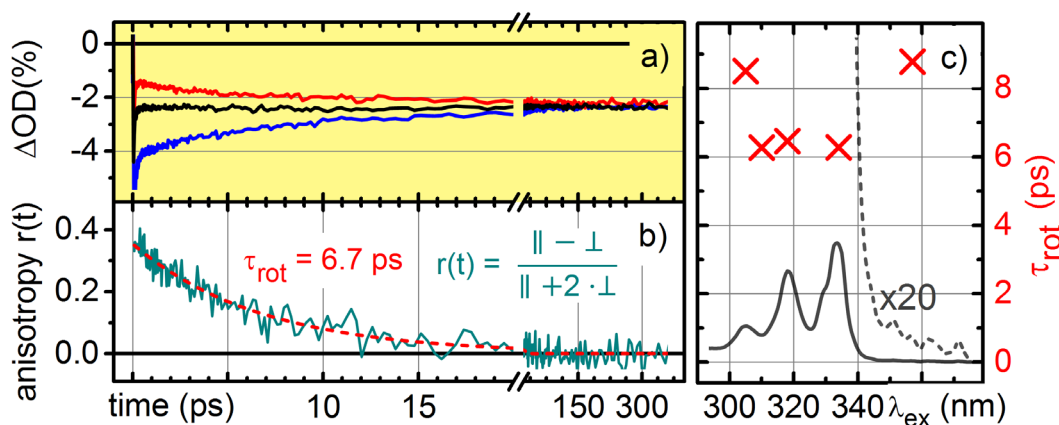 a)
ΔOD(%)
0
-2
-4
b)
anisotropy r(t)
0.4
0.2
0.0
τrot = 6.7 ps
r(t) = ∥ − ⊥ / ∥ +2 · ⊥
time (ps)
10
15
150
300
c)
8
6
4
2
0
τrot (ps)
x20
300
320
340
λex (nm)